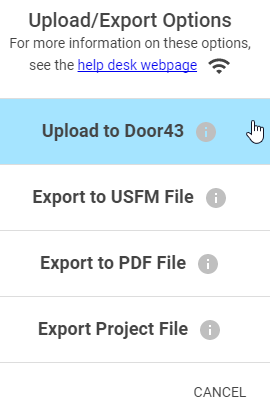 Upload/Export Options
For more information on these options,
see the help desk webpage
Upload to Door43
Export to USFM File
Export to PDF File
Export Project File
CANCEL